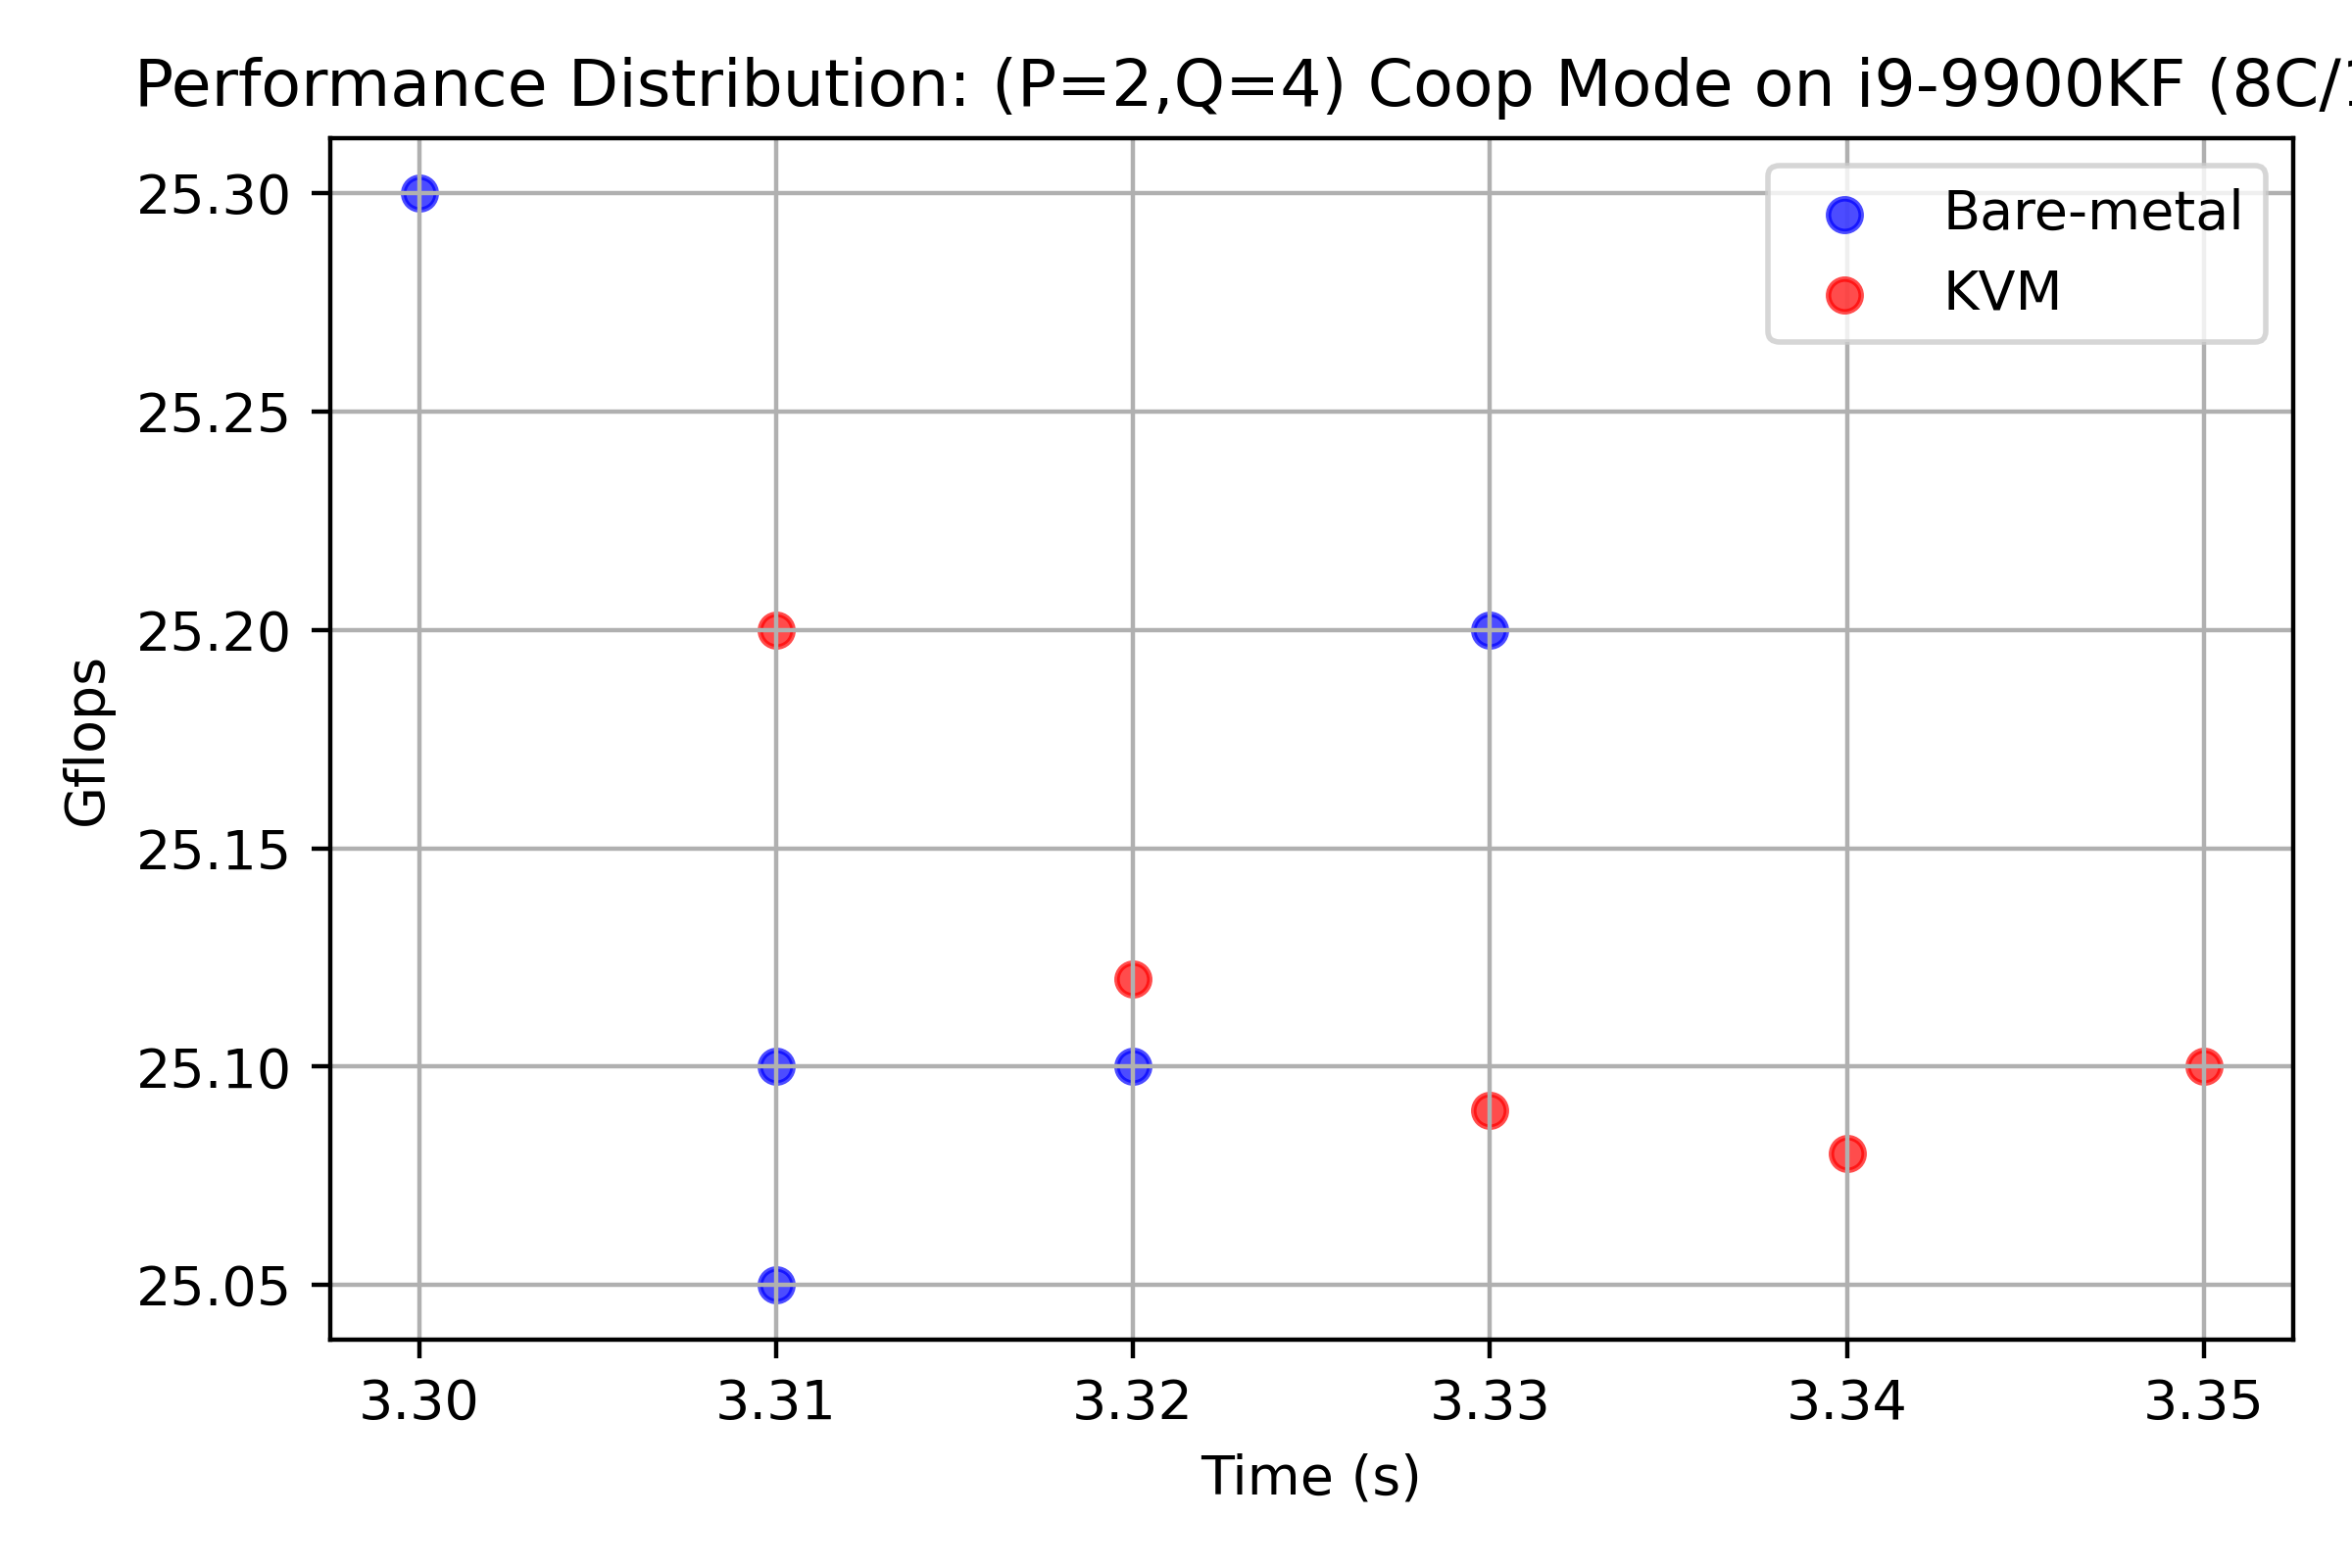 Performance Distribution: (P=2,Q=4) Coop Mode on i9-9900KF (8C/
Bare-metal
KVM
25.30
25.25
25.20
25.15
25.10
25.05
Gflops
3.30 3.31 3.32 3.33 3.34 3.35
Time (s)